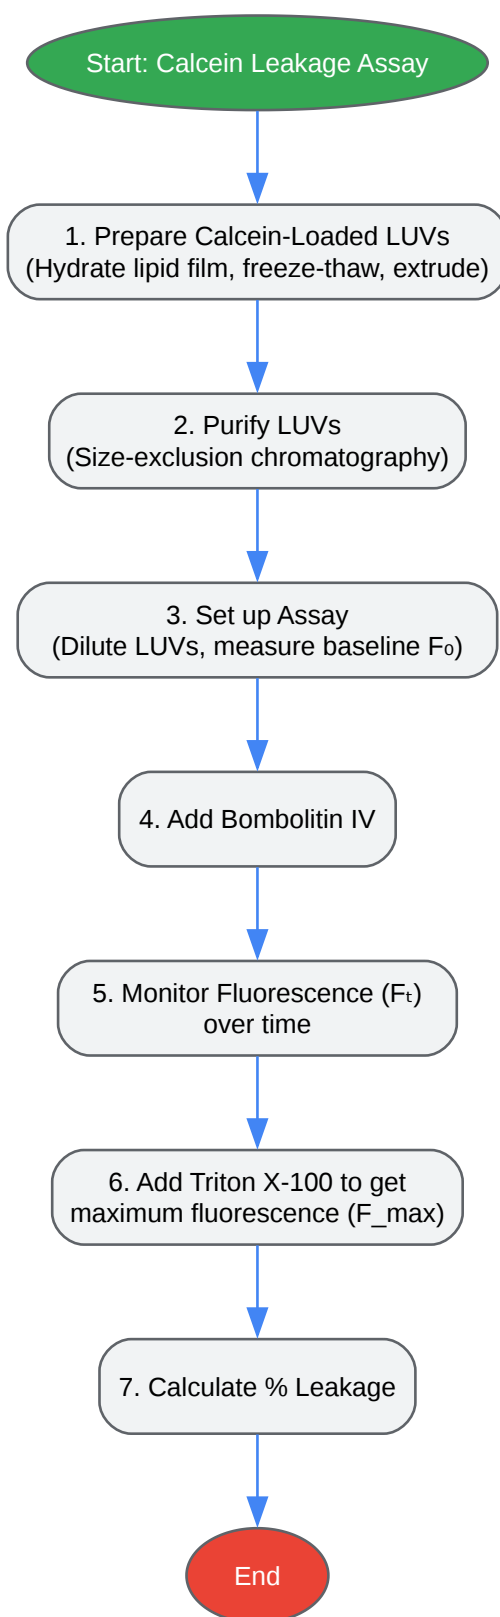 Start: Calcein Leakage Assay
1. Prepare Calcein-Loaded LUVs
(Hydrate lipid film, freeze-thaw, extrude)
2. Purify LUVs
(Size-exclusion chromatography)
3. Set up Assay
(Dilute LUVs, measure baseline F₀)
4. Add Bombolitin IV
5. Monitor Fluorescence (Fₜ)
over time
6. Add Triton X-100 to get
maximum fluorescence (F_max)
7. Calculate % Leakage
End